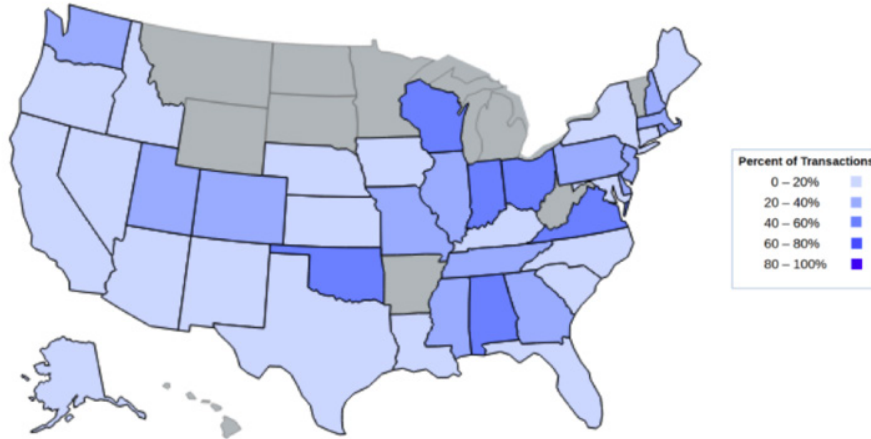 Percent of Transactions
0 – 20%
20 – 40%
40 – 60%
60 – 80%
80 – 100%